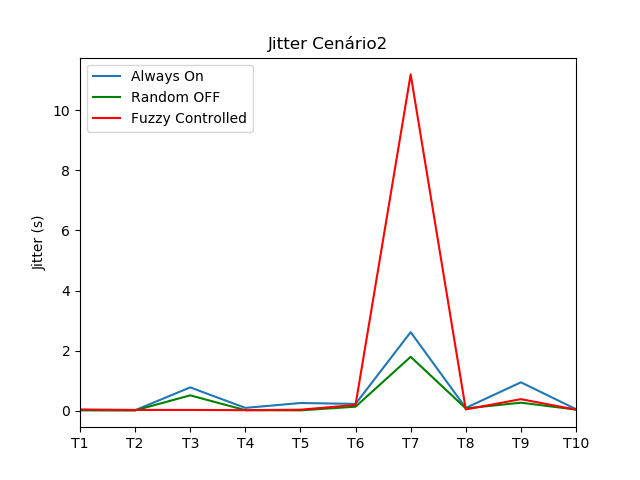 Jitter Cenário2
Always On
Random OFF
Fuzzy Controlled
Jitter (s)
10
8
6
4
2
0
T1 T2 T3 T4 T5 T6 T7 T8 T9 T10